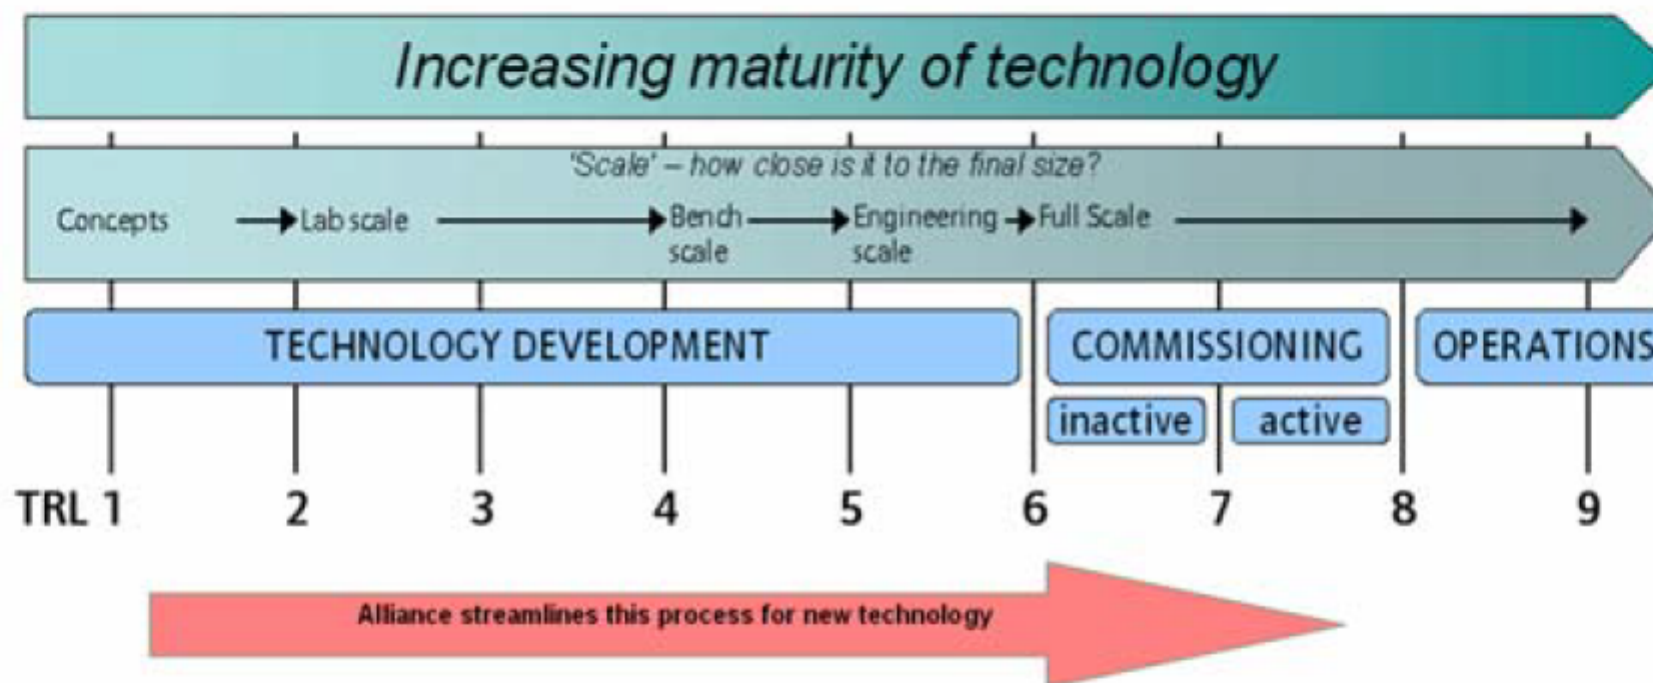 Increasing maturity of technology
'Scale' – how close is it to the final size?
Concepts
Lab scale
Bench
scale
Engineering
scale
Full Scale
TECHNOLOGY DEVELOPMENT
COMMISSIONING
OPERATIONS
inactive
active
TRL 1 2 3 4 5 6 7 8 9
Alliance streamlines this process for new technology